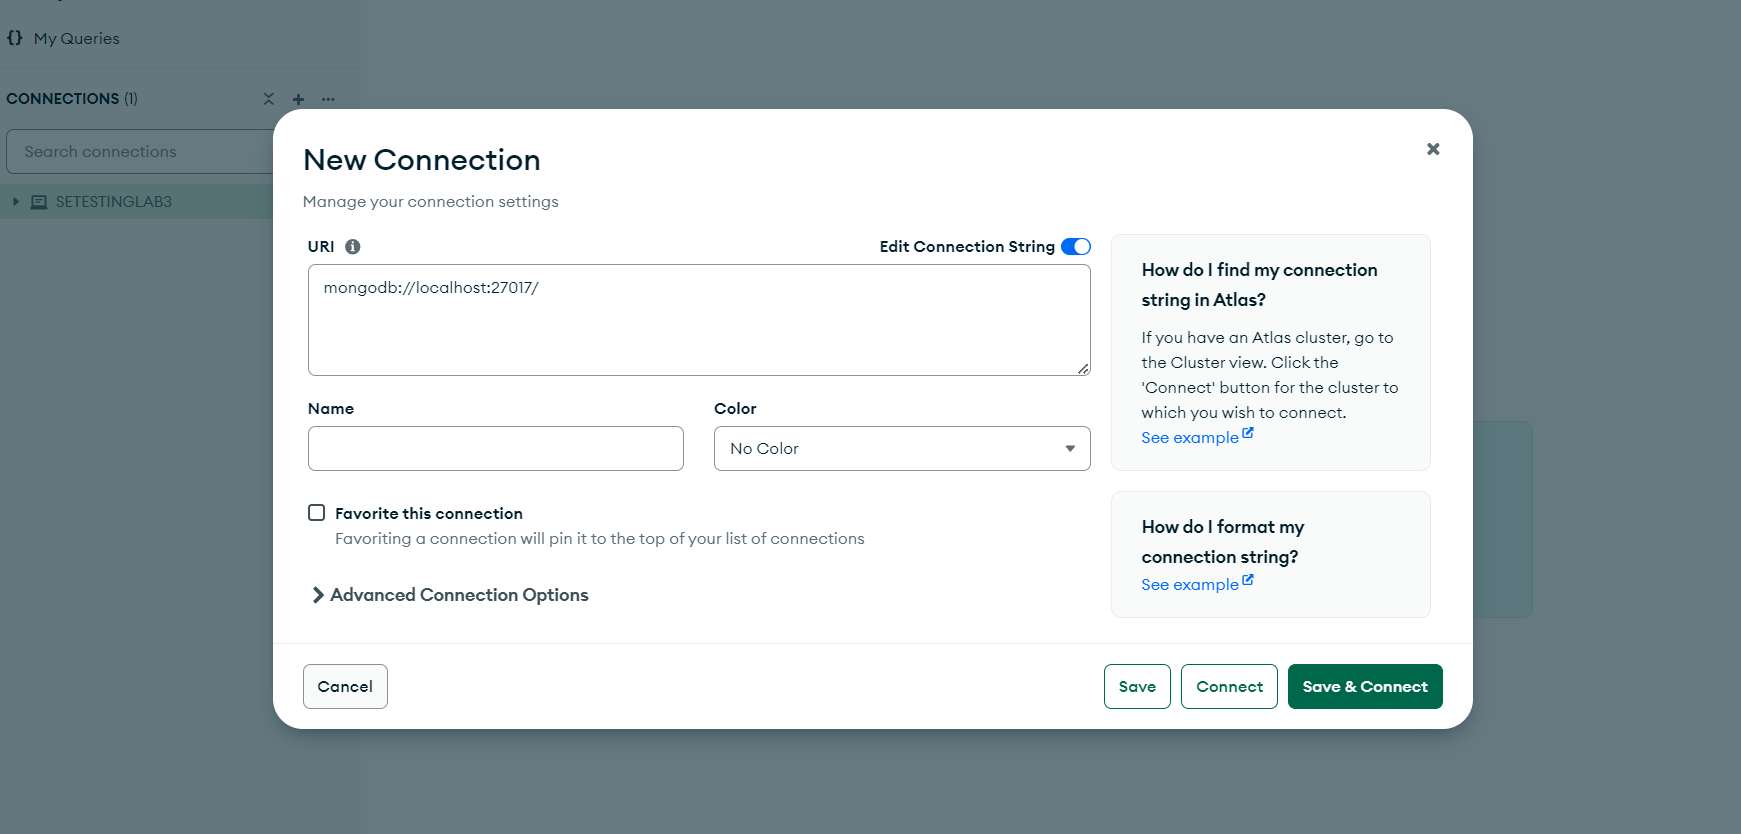 {} My Queries
CONNECTIONS (1)
Search connections
SETESTINGLAB3
New Connection
Manage your connection settings
URI
Edit Connection String
mongodb://localhost:27017/
Name
Color
No Color
Favorite this connection
Favoriting a connection will pin it to the top of your list of connections
Advanced Connection Options
How do I find my connection
string in Atlas?
If you have an Atlas cluster, go to
the Cluster view. Click the
'Connect' button for the cluster to
which you wish to connect.
See example
How do I format my
connection string?
See example
Cancel
Save
Connect
Save & Connect